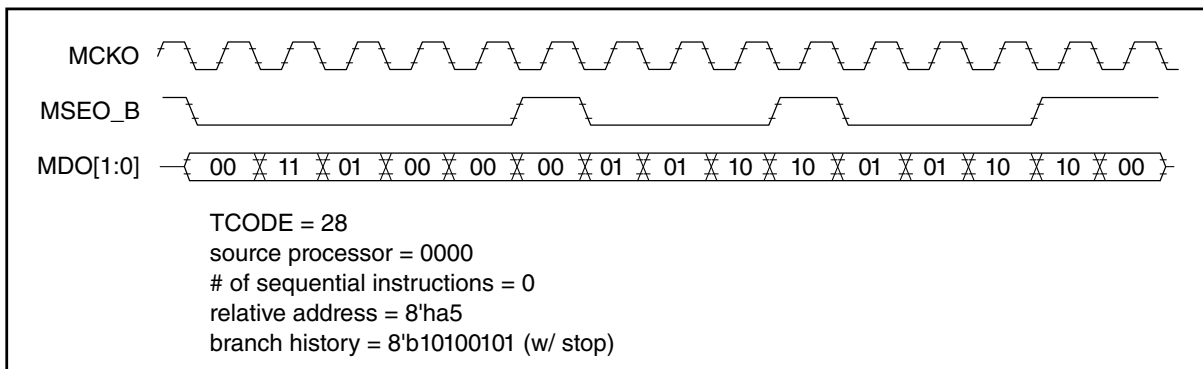 MCKO
MSEO_B
MDO[1:0] 00 11 01 00 00 00 01 01 10 10 01 01 10 10 00
TCODE = 28
source processor = 0000
# of sequential instructions = 0
relative address = 8'ha5
branch history = 8'b10100101 (w/ stop)